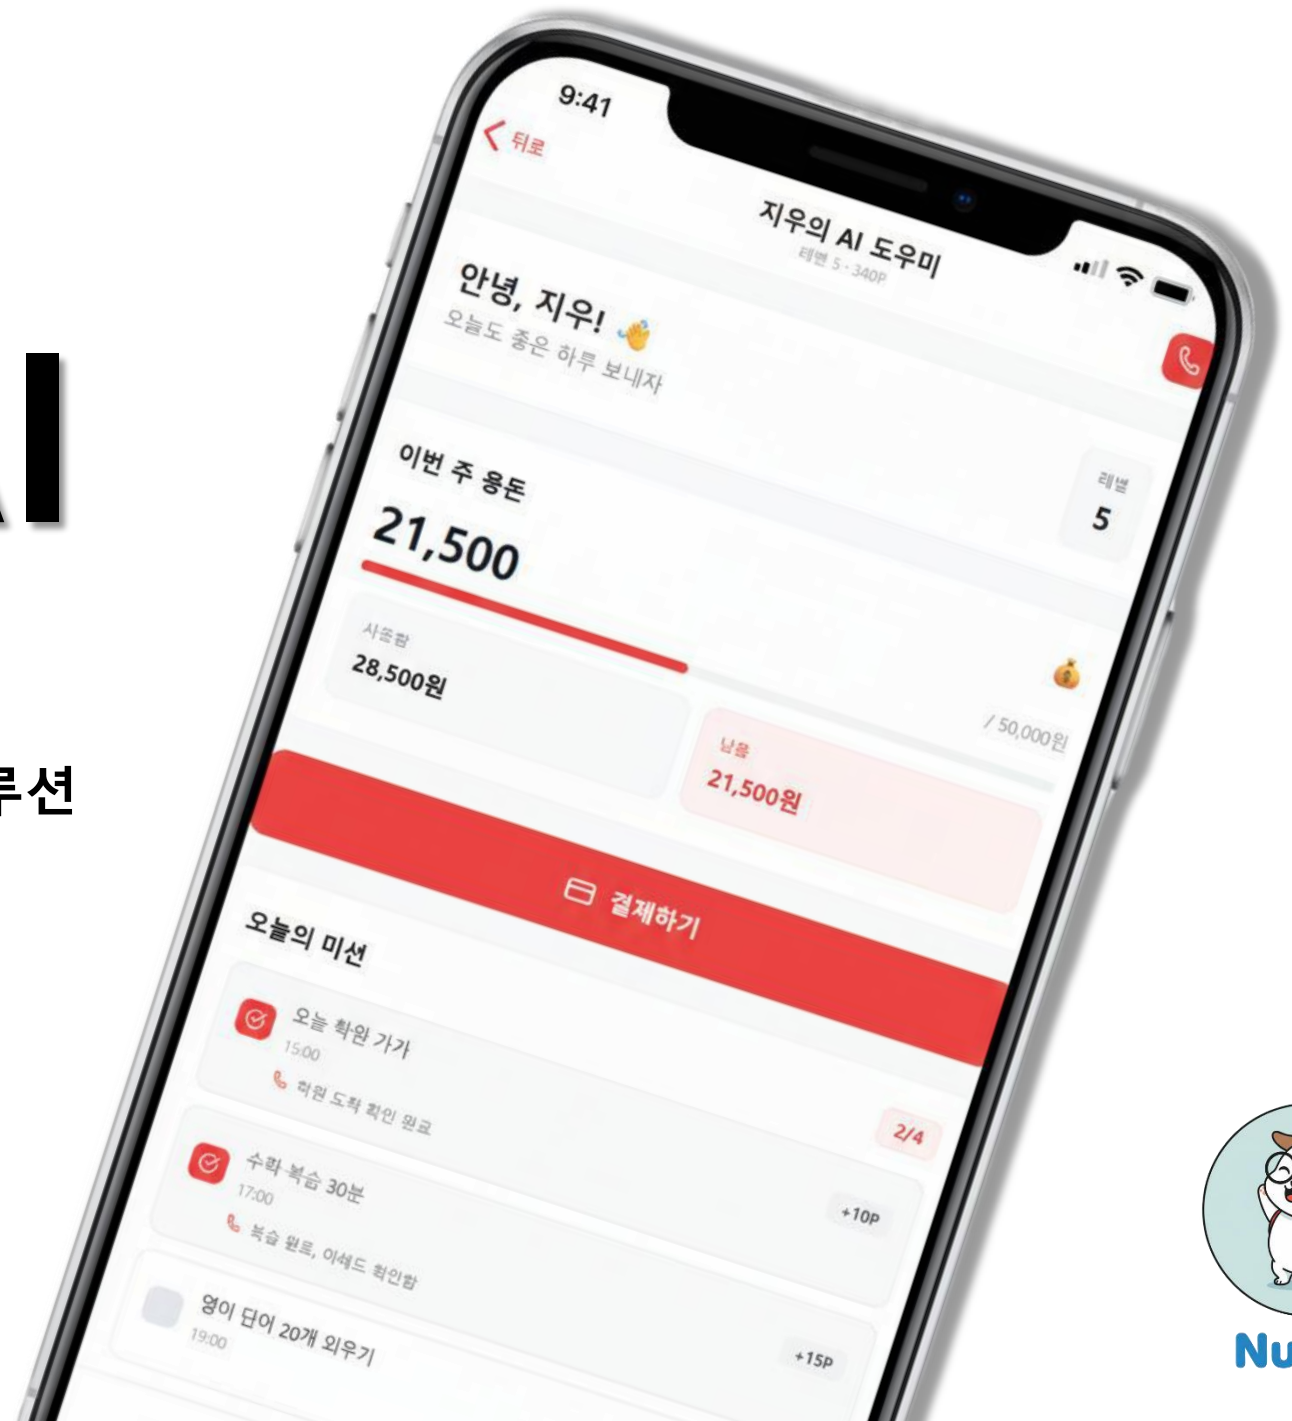 9:41
뒤로
지우의 AI 도우미
5 · 340P
안녕, 지우! 👋
오늘도 좋은 하루 보내자
레벨
5
AI
이번 주 용돈
21,500
/ 50,000원
28,500원
남음
21,500원
루션
결제하기
오늘의 미션
2/4
오늘 학원 가기
15:00
+10P
수학 복습 30분
17:00
+15P
단어 20개 외우기
19:00
Nu